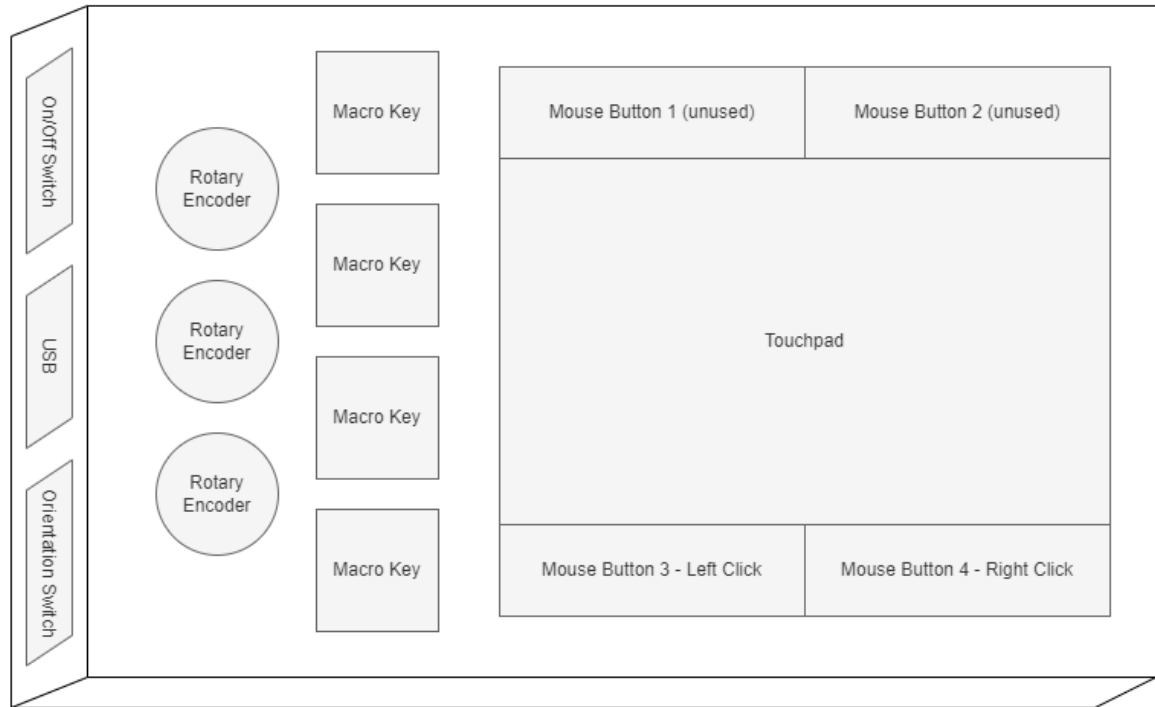 On/Off Switch
USB
Orientation Switch
Rotary
Encoder
Rotary
Encoder
Rotary
Encoder
Macro Key
Macro Key
Macro Key
Macro Key
Mouse Button 1 (unused)
Mouse Button 2 (unused)
Touchpad
Mouse Button 3 - Left Click
Mouse Button 4 - Right Click